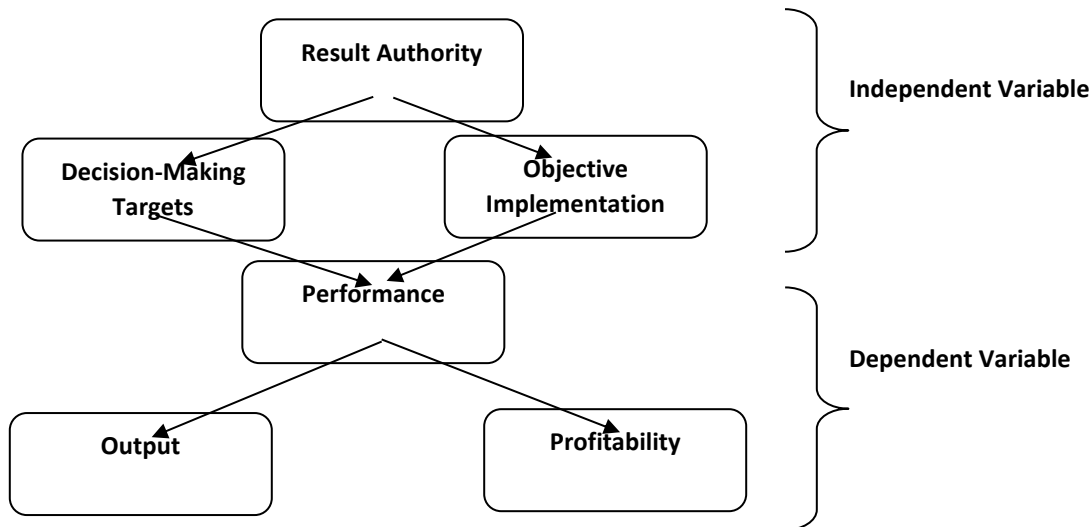 Result Authority
Independent Variable
Decision-Making
Targets
Objective
Implementation
Performance
Dependent Variable
Output
Profitability